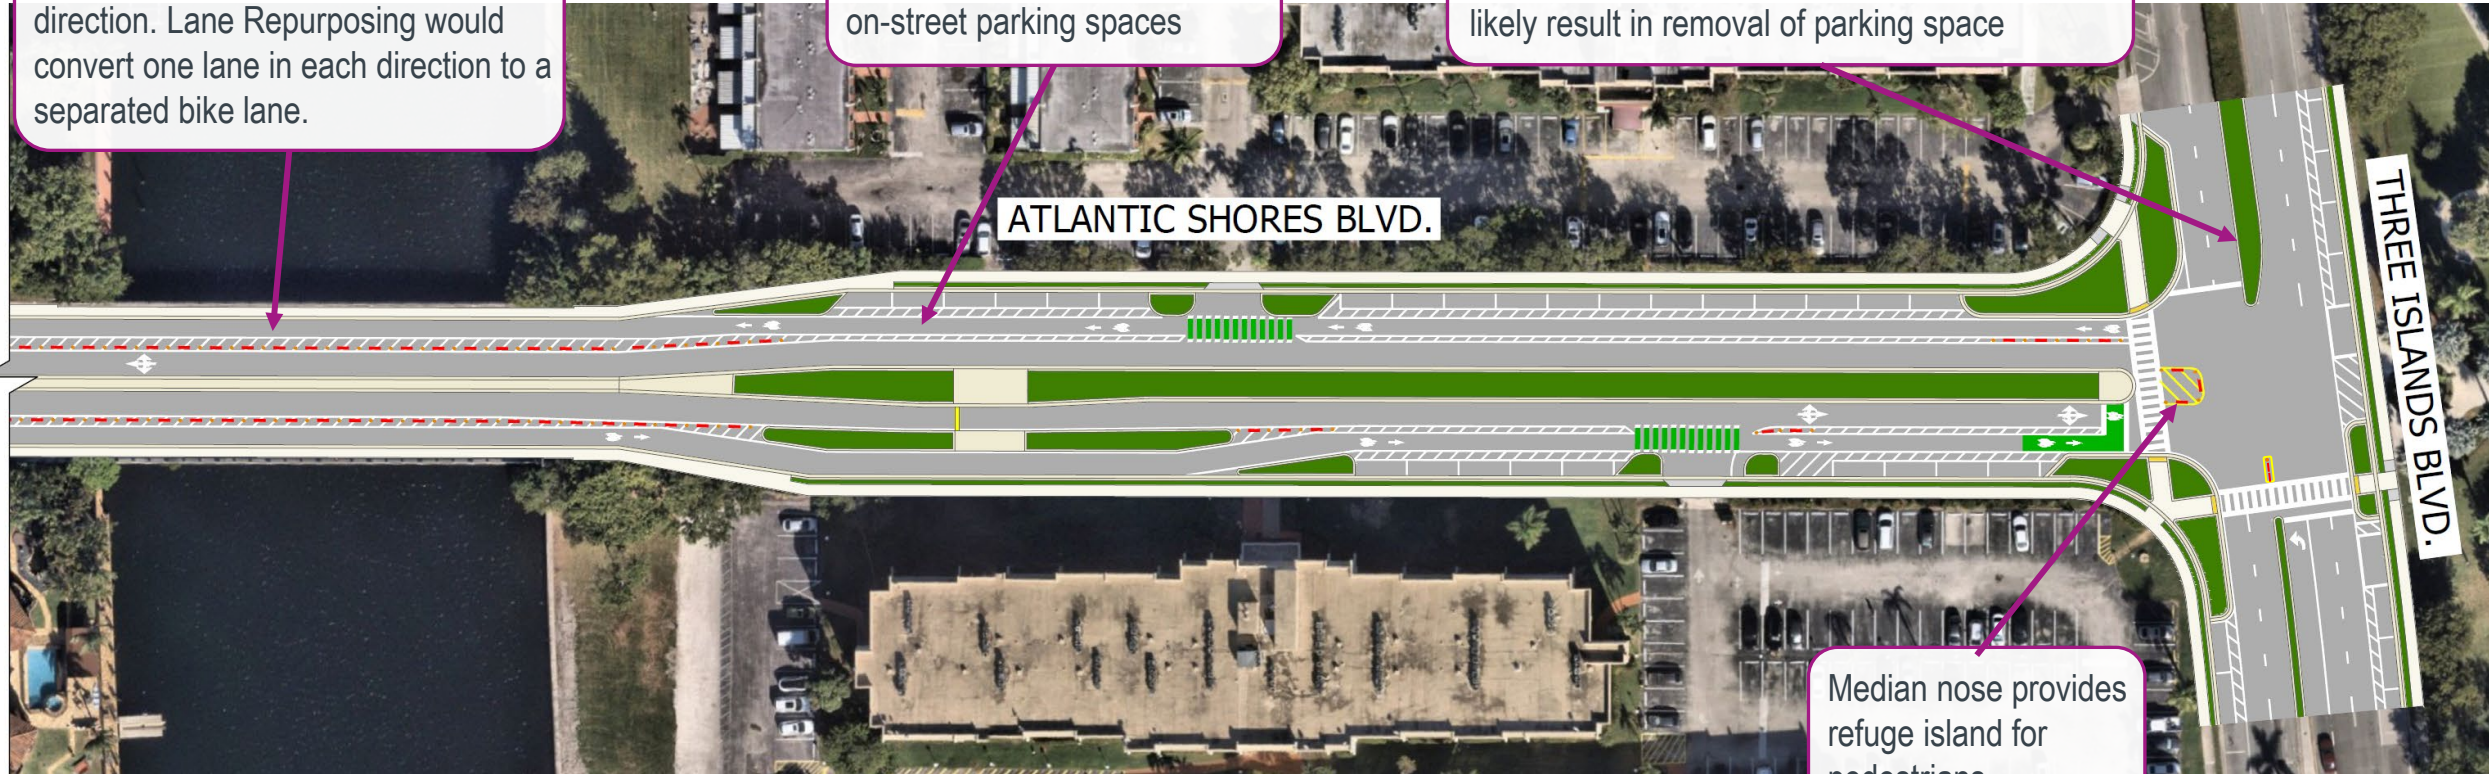 direction. Lane Repurposing would
convert one lane in each direction to a
separated bike lane.
on-street parking spaces
likely result in removal of parking space
ATLANTIC SHORES BLVD.
THREE ISLANDS BLVD.
Median nose provides
refuge island for
pedestrians